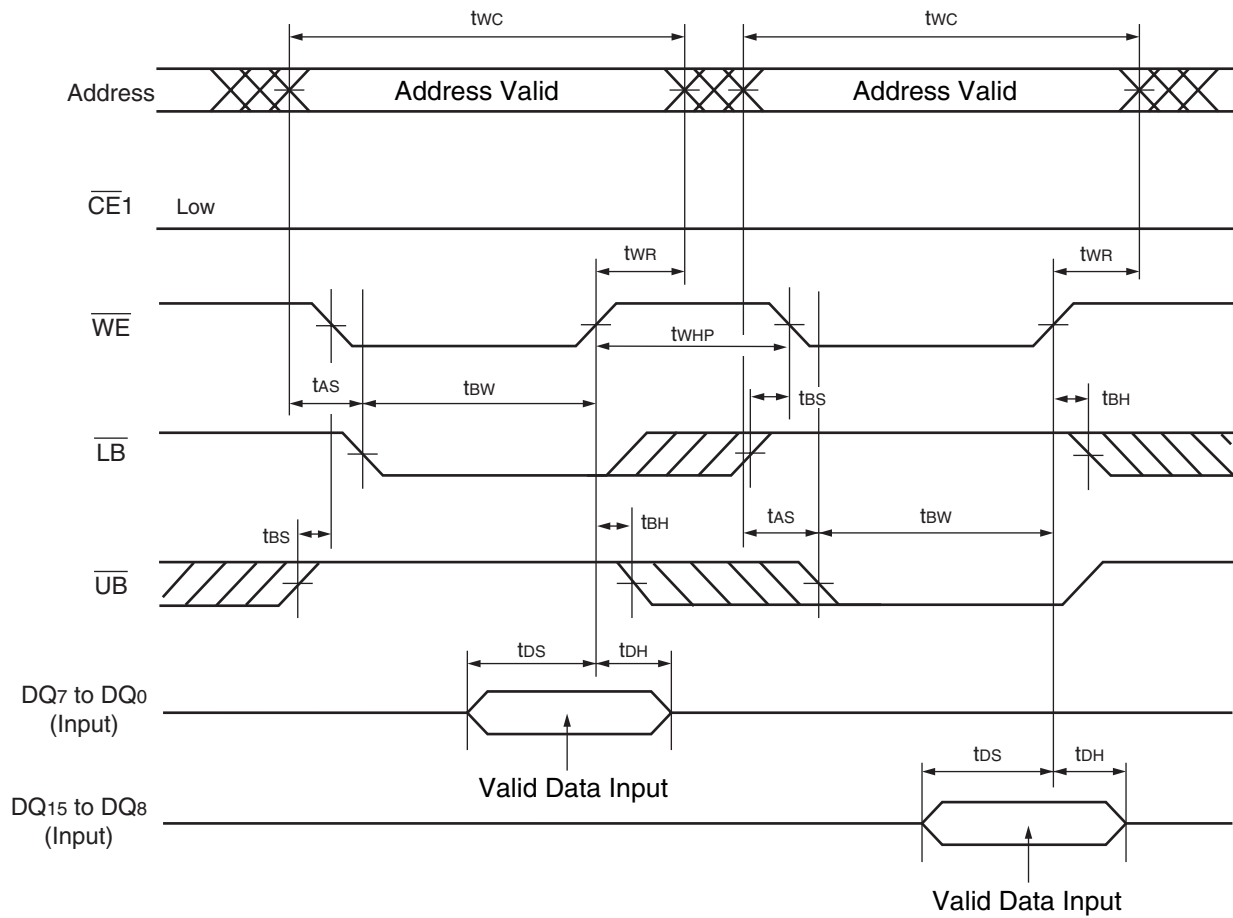 tWC tWC
Address Address Valid Address Valid
CE1 Low
tWR tWR
WE
tWHP
tAS tBW tBS tBH
LB
tBS tBH tAS tBW
UB
tDS tDH
DQ7 to DQ0
(Input)
tDS tDH
Valid Data Input
DQ15 to DQ8
(Input)
Valid Data Input